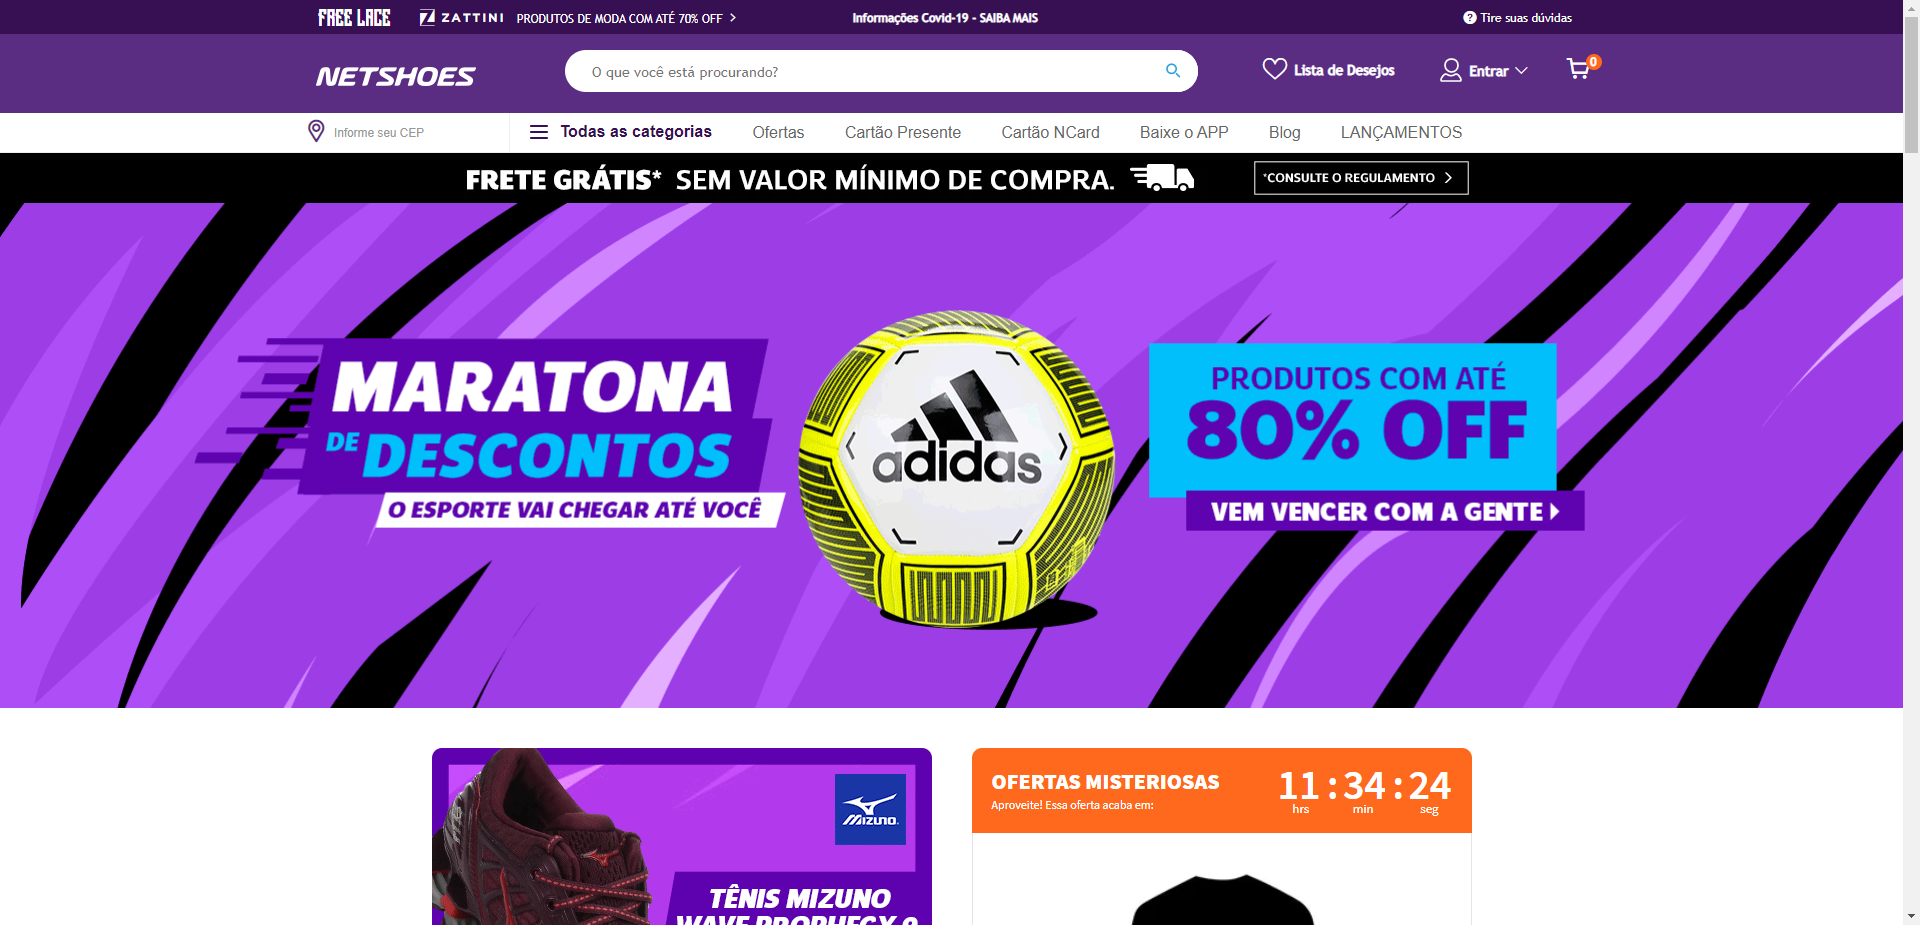 FREE LACE
ZATTINI PRODUTOS DE MODA COM ATÉ 70% OFF
Informações Covid-19 - SAIBA MAIS
? Tire suas dúvidas
NETSHOES
O que você está procurando?
Lista de Desejos
Entrar
0
Informe seu CEP
Todas as categorias
Ofertas
Cartão Presente
Cartão NCard
Baixe o APP
Blog
LANÇAMENTOS
FRETE GRÁTIS* SEM VALOR MÍNIMO DE COMPRA.
*CONSULTE O REGULAMENTO
MARATONA
DE DESCONTOS
O ESPORTE VAI CHEGAR ATÉ VOCÊ
adidas
PRODUTOS COM ATÉ
80% OFF
VEM VENCER COM A GENTE
MIZUNO
TÊNIS MIZUNO
WAVE PROPHECY 9
OFERTAS MISTERIOSAS
Aproveite! Essa oferta acaba em:
11 : 34 : 24
hrs min seg